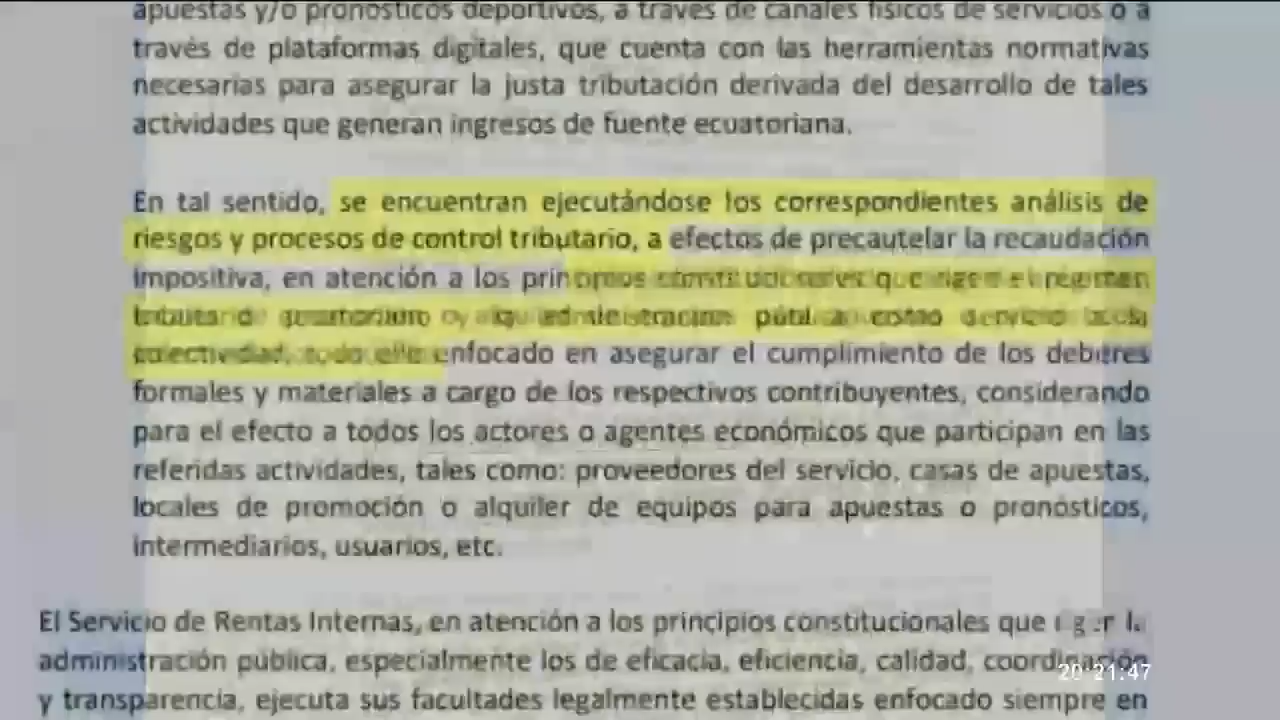 apuestas y/o pronósticos deportivos, a través de canales físicos de servicios o a
través de plataformas digitales, que cuenta con las herramientas normativas
necesarias para asegurar la justa tributación derivada del desarrollo de tales
actividades que generan ingresos de fuente ecuatoriana.
En tal sentido, se encuentran ejecutándose los correspondientes análisis de
riesgos y procesos de control tributario, a efectos de precautelar la recaudación
impositiva, en atención a los régimen
pública como servicio
colectividad, todo ello enfocado en asegurar el cumplimiento de los deberes
formales y materiales a cargo de los respectivos contribuyentes, considerando
para el efecto a todos los actores o agentes económicos que participan en las
referidas actividades, tales como: proveedores del servicio, casas de apuestas,
locales de promoción o alquiler de equipos para apuestas o pronósticos,
intermediarios, usuarios, etc.
El Servicio de Rentas Internas, en atención a los principios constitucionales que
administración pública, especialmente los de eficacia, eficiencia, calidad, coordinación
20:21:47
y transparencia, ejecuta sus facultades legalmente establecidas enfocado siempre en